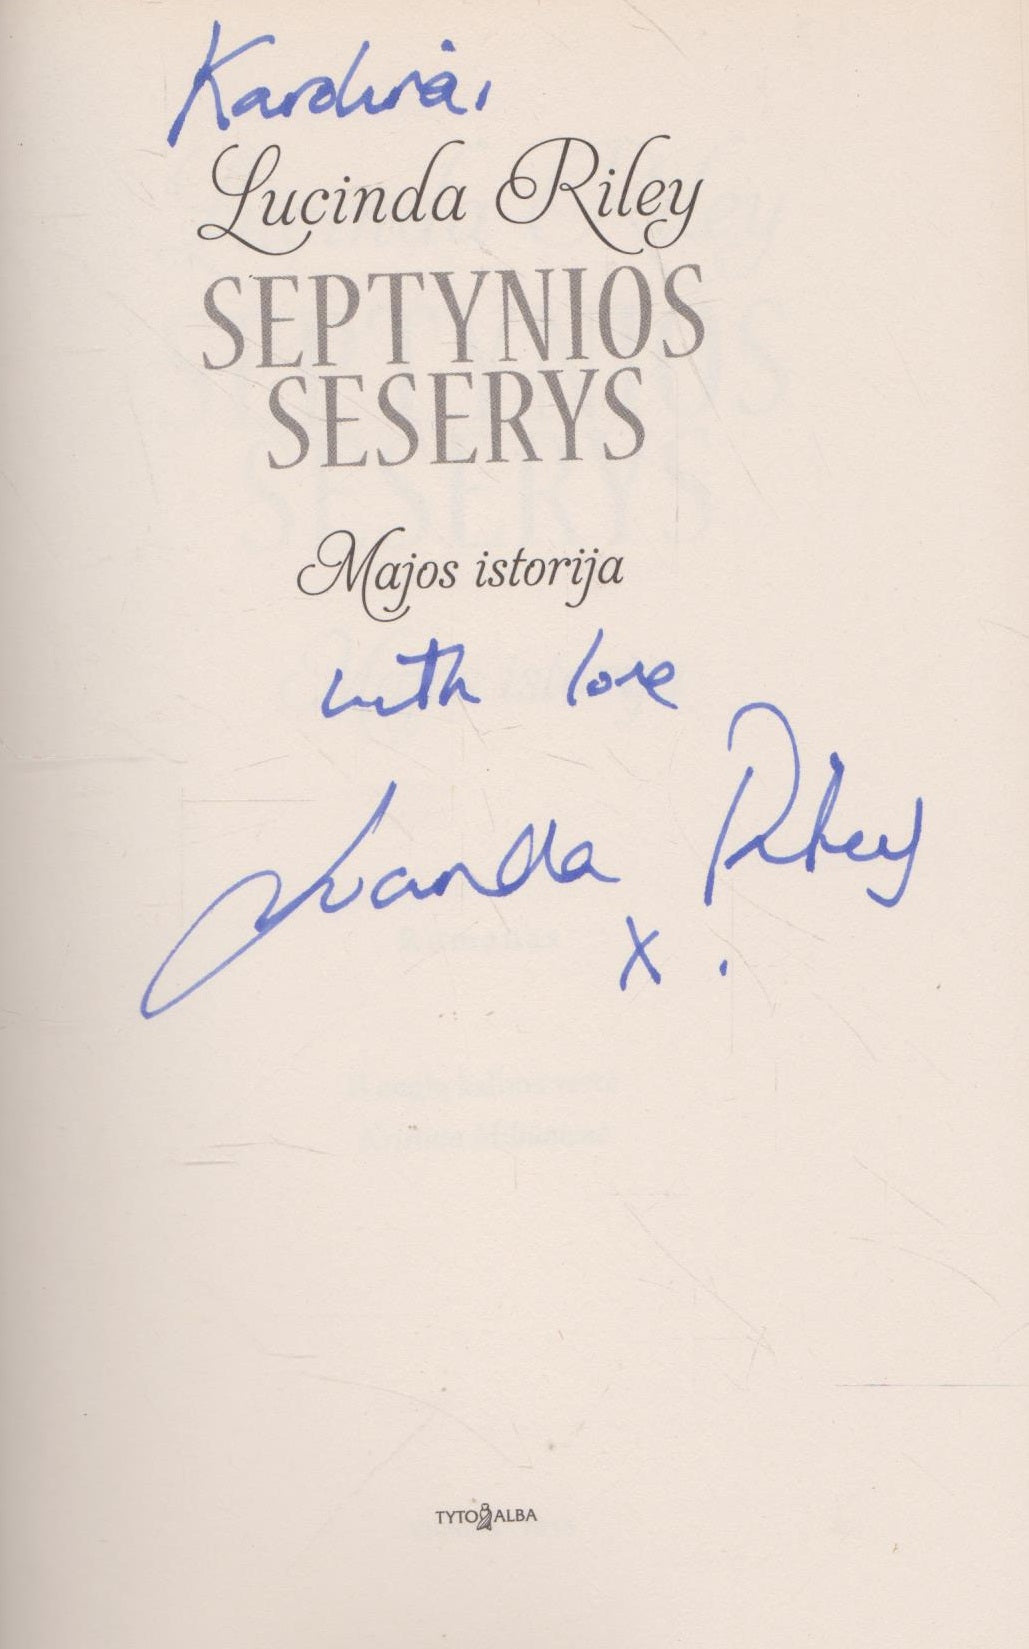 Karolinai
Lucinda Riley
SEPTYNIOS
SESERYS
Majos istorija
with love
Lucinda Riley
x.
TYTO ALBA